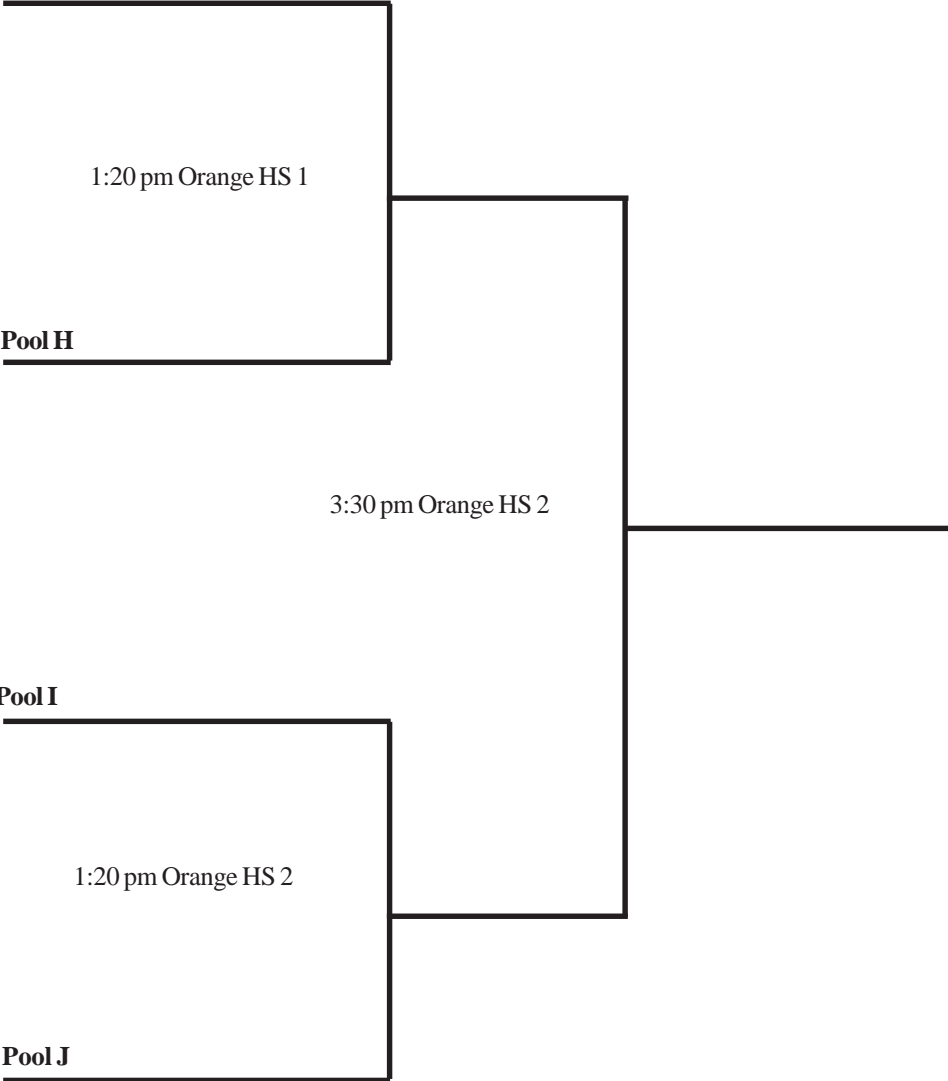 1:20 pm Orange HS 1
Pool H
3:30 pm Orange HS 2
Pool I
1:20 pm Orange HS 2
Pool J